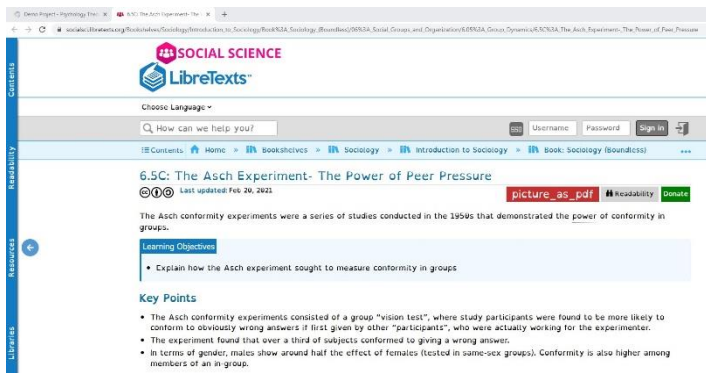 Demo Project - Psychology Theo
6.5C: The Asch Experiment- The P
socialsci.libretexts.org/Bookshelves/Sociology/Introduction_to_Sociology/Book%3A_Sociology_(Boundless)/06%3A_Social_Groups_and_Organization/6.05%3A_Group_Dynamics/6.5C%3A_The_Asch_Experiment-_The_Power_of_Peer_Pressure
Contents
Readability
Resources
Libraries
SOCIAL SCIENCE
LibreTexts™
Choose Language
How can we help you?
SSO
Username
Password
Sign in
Contents Home » Bookshelves » Sociology » Introduction to Sociology » Book: Sociology (Boundless)
6.5C: The Asch Experiment- The Power of Peer Pressure
Last updated: Feb 20, 2021
picture_as_pdf
Readability
Donate
The Asch conformity experiments were a series of studies conducted in the 1950s that demonstrated the power of conformity in
groups.
Learning Objectives
• Explain how the Asch experiment sought to measure conformity in groups
Key Points
• The Asch conformity experiments consisted of a group "vision test", where study participants were found to be more likely to
conform to obviously wrong answers if first given by other "participants", who were actually working for the experimenter.
• The experiment found that over a third of subjects conformed to giving a wrong answer.
• In terms of gender, males show around half the effect of females (tested in same-sex groups). Conformity is also higher among
members of an in-group.